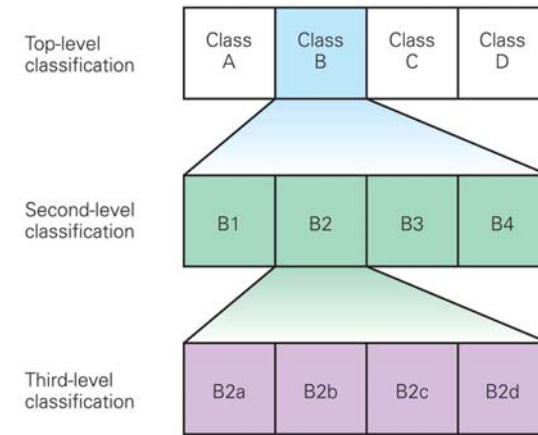 Top-level
classification
Class
A
Class
B
Class
C
Class
D
Second-level
classification
B1
B2
B3
B4
Third-level
classification
B2a
B2b
B2c
B2d